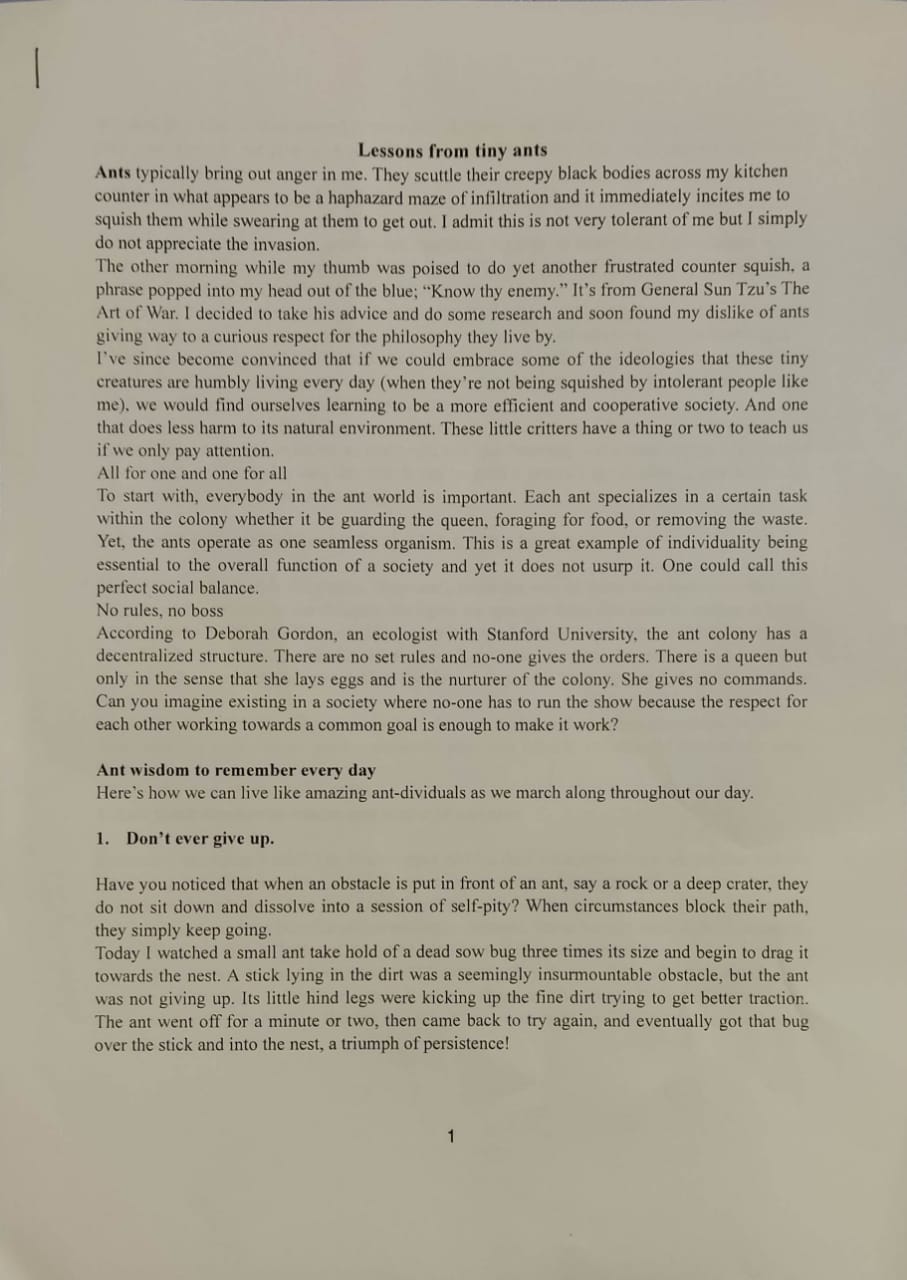 Lessons from tiny ants
Ants typically bring out anger in me. They scuttle their creepy black bodies across my kitchen
counter in what appears to be a haphazard maze of infiltration and it immediately incites me to
squish them while swearing at them to get out. I admit this is not very tolerant of me but I simply
do not appreciate the invasion.
The other morning while my thumb was poised to do yet another frustrated counter squish, a
phrase popped into my head out of the blue; “Know thy enemy.” It’s from General Sun Tzu’s The
Art of War. I decided to take his advice and do some research and soon found my dislike of ants
giving way to a curious respect for the philosophy they live by.
I’ve since become convinced that if we could embrace some of the ideologies that these tiny
creatures are humbly living every day (when they’re not being squished by intolerant people like
me), we would find ourselves learning to be a more efficient and cooperative society. And one
that does less harm to its natural environment. These little critters have a thing or two to teach us
if we only pay attention.
All for one and one for all
To start with, everybody in the ant world is important. Each ant specializes in a certain task
within the colony whether it be guarding the queen, foraging for food, or removing the waste.
Yet, the ants operate as one seamless organism. This is a great example of individuality being
essential to the overall function of a society and yet it does not usurp it. One could call this
perfect social balance.
No rules, no boss
According to Deborah Gordon, an ecologist with Stanford University, the ant colony has a
decentralized structure. There are no set rules and no-one gives the orders. There is a queen but
only in the sense that she lays eggs and is the nurturer of the colony. She gives no commands.
Can you imagine existing in a society where no-one has to run the show because the respect for
each other working towards a common goal is enough to make it work?
Ant wisdom to remember every day
Here’s how we can live like amazing ant-dividuals as we march along throughout our day.
1. Don’t ever give up.
Have you noticed that when an obstacle is put in front of an ant, say a rock or a deep crater, they
do not sit down and dissolve into a session of self-pity? When circumstances block their path,
they simply keep going.
Today I watched a small ant take hold of a dead sow bug three times its size and begin to drag it
towards the nest. A stick lying in the dirt was a seemingly insurmountable obstacle, but the ant
was not giving up. Its little hind legs were kicking up the fine dirt trying to get better traction.
The ant went off for a minute or two, then came back to try again, and eventually got that bug
over the stick and into the nest, a triumph of persistence!
1